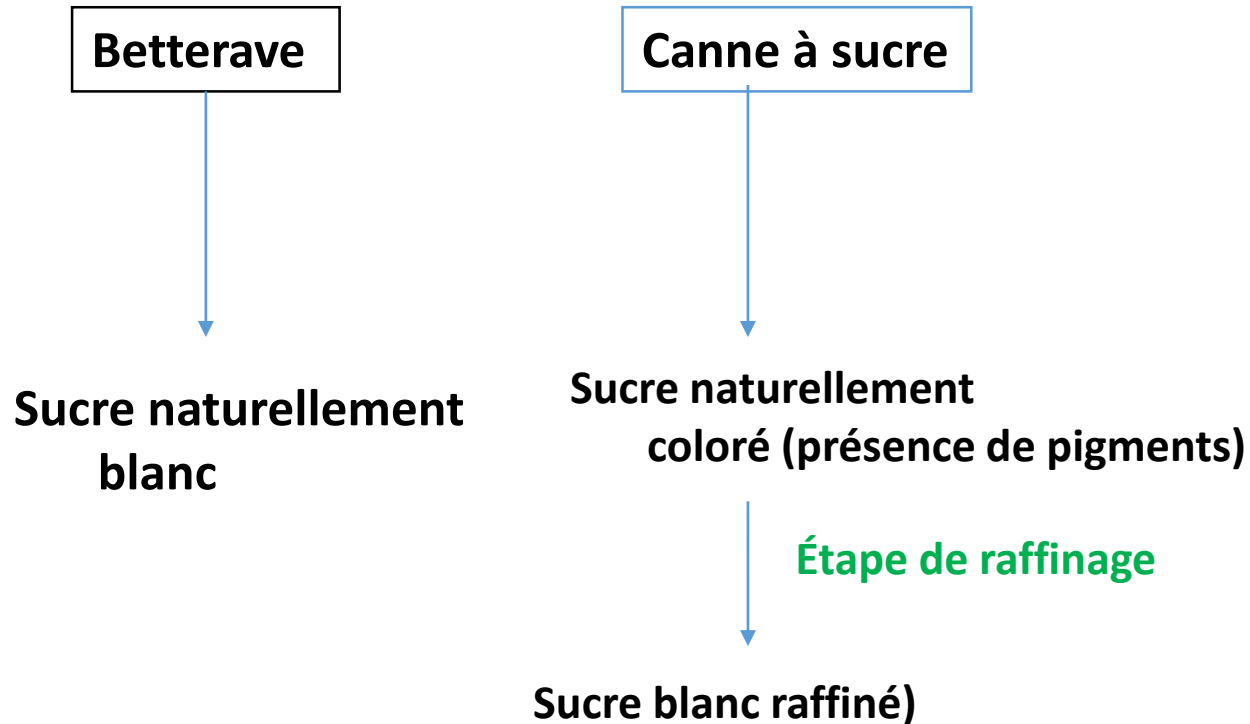 Betterave
Canne à sucre
Sucre naturellement
blanc
Sucre naturellement
coloré (présence de pigments)
Étape de raffinage
Sucre blanc raffiné)